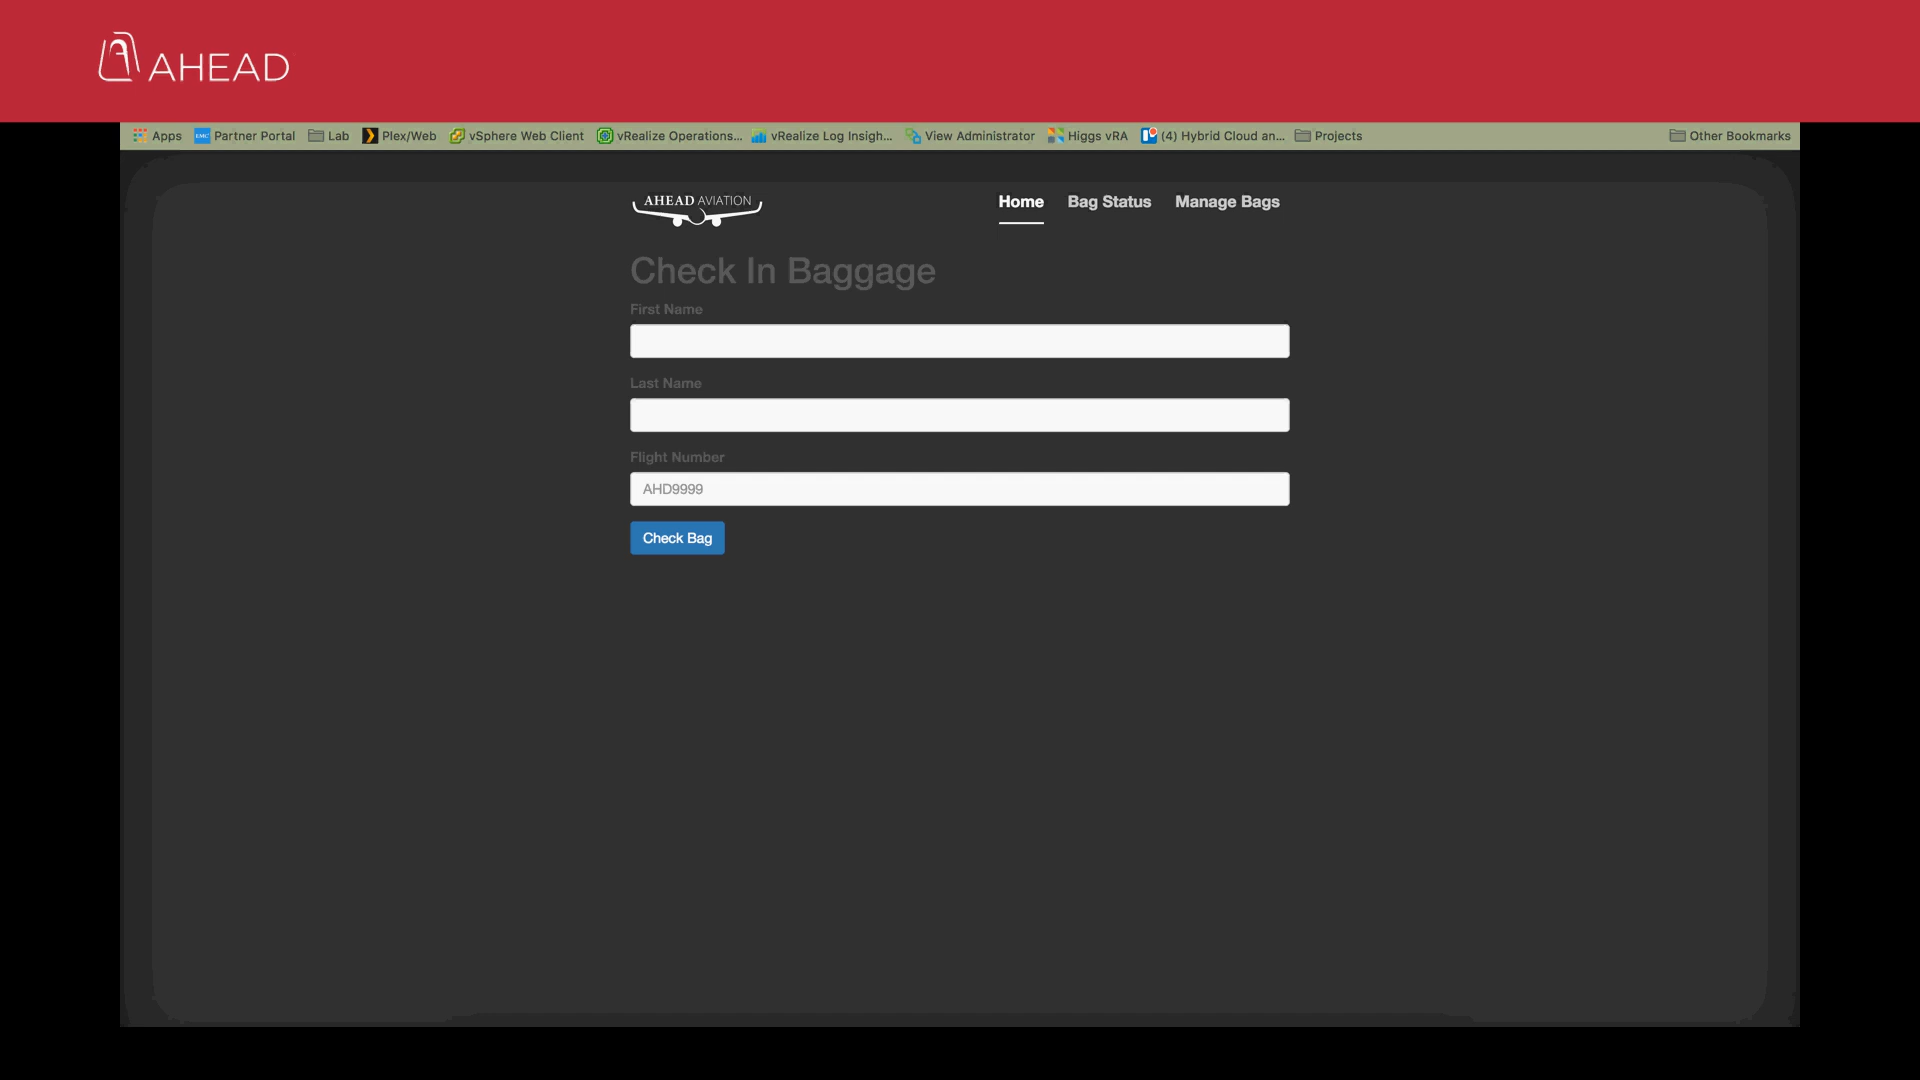 AHEAD
Apps Partner Portal Lab Plex/Web vSphere Web Client vRealize Operations... vRealize Log Insigh... View Administrator Higgs vRA (4) Hybrid Cloud an... Projects Other Bookmarks
AHEAD AVIATION Home Bag Status Manage Bags
Check In Baggage
First Name
Last Name
Flight Number
AHD9999
Check Bag